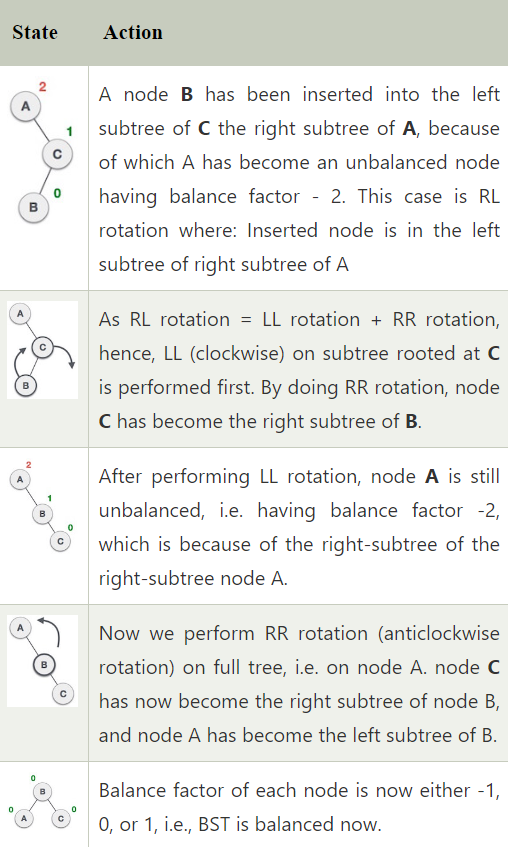 State Action
2
A
1
C
0
B
A node B has been inserted into the left
subtree of C the right subtree of A, because
of which A has become an unbalanced node
having balance factor - 2. This case is RL
rotation where: Inserted node is in the left
subtree of right subtree of A
A
C
B
As RL rotation = LL rotation + RR rotation,
hence, LL (clockwise) on subtree rooted at C
is performed first. By doing RR rotation, node
C has become the right subtree of B.
2
A
1
B
0
C
After performing LL rotation, node A is still
unbalanced, i.e. having balance factor -2,
which is because of the right-subtree of the
right-subtree node A.
A
B
C
Now we perform RR rotation (anticlockwise
rotation) on full tree, i.e. on node A. node C
has now become the right subtree of node B,
and node A has become the left subtree of B.
0
B
0 0
A C
Balance factor of each node is now either -1,
0, or 1, i.e., BST is balanced now.